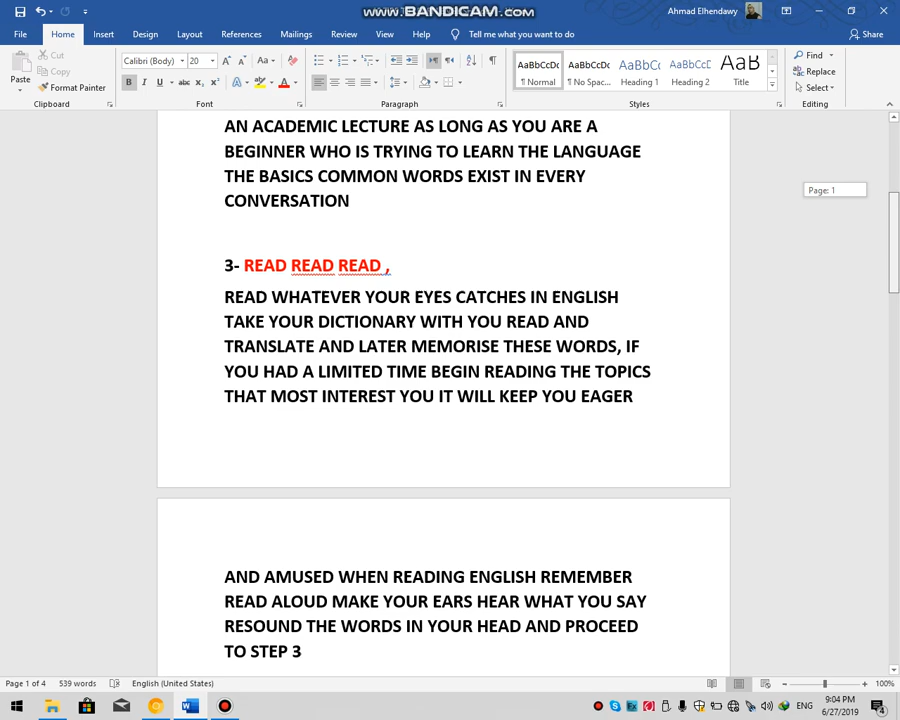 www.BANDICAM.com
Ahmad Elhendawy
File Home Insert Design Layout References Mailings Review View Help Tell me what you want to do Share
Paste Cut Copy Format Painter
Calibri (Body) 20
Normal No Spac... Heading 1 Heading 2 Title
Find Replace Select
Clipboard Font Paragraph Styles Editing
AN ACADEMIC LECTURE AS LONG AS YOU ARE A
BEGINNER WHO IS TRYING TO LEARN THE LANGUAGE
THE BASICS COMMON WORDS EXIST IN EVERY
CONVERSATION
Page: 1
3- READ READ READ ,
READ WHATEVER YOUR EYES CATCHES IN ENGLISH
TAKE YOUR DICTIONARY WITH YOU READ AND
TRANSLATE AND LATER MEMORISE THESE WORDS, IF
YOU HAD A LIMITED TIME BEGIN READING THE TOPICS
THAT MOST INTEREST YOU IT WILL KEEP YOU EAGER
AND AMUSED WHEN READING ENGLISH REMEMBER
READ ALOUD MAKE YOUR EARS HEAR WHAT YOU SAY
RESOUND THE WORDS IN YOUR HEAD AND PROCEED
TO STEP 3
Page 1 of 4 539 words English (United States) 100%
ENG 9:04 PM
6/27/2019